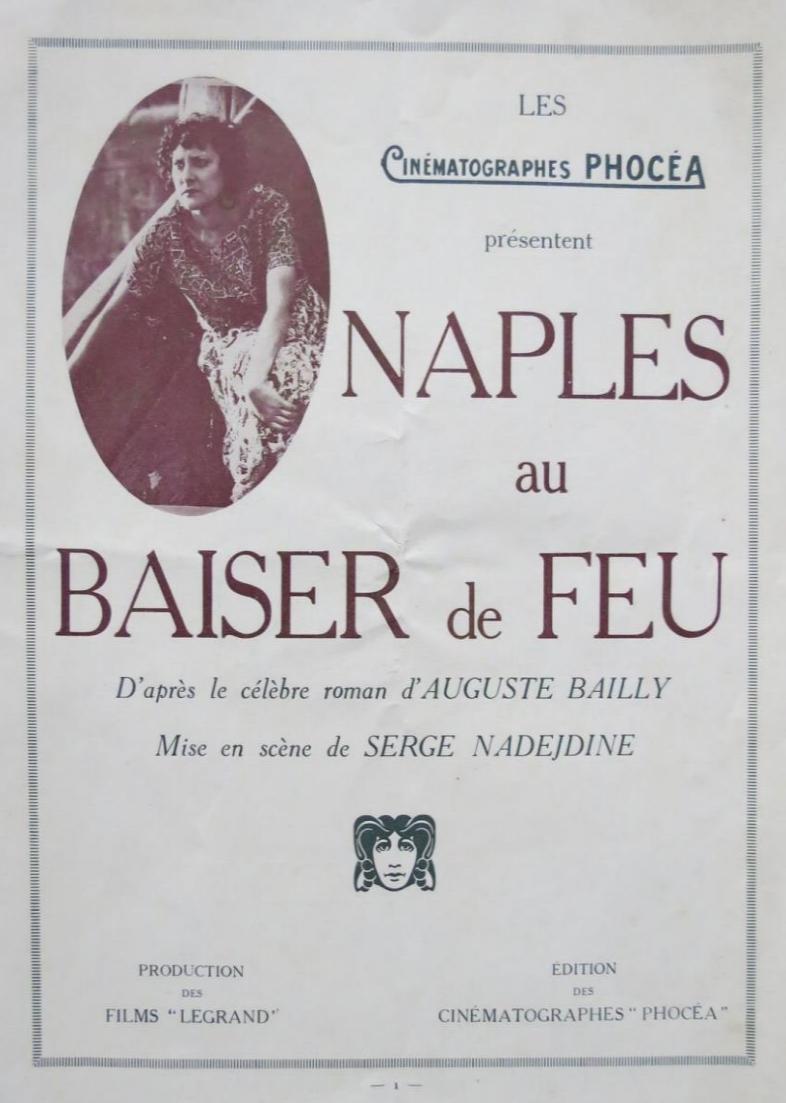 LES
CINÉMATOGRAPHES PHOCÉA
présentent
NAPLES
au
BAISER de FEU
D'après le célèbre roman d'AUGUSTE BAILLY
Mise en scène de SERGE NADEJDINE
PRODUCTION
DES
FILMS "LEGRAND"
ÉDITION
DES
CINÉMATOGRAPHES "PHOCÉA"
— 1 —